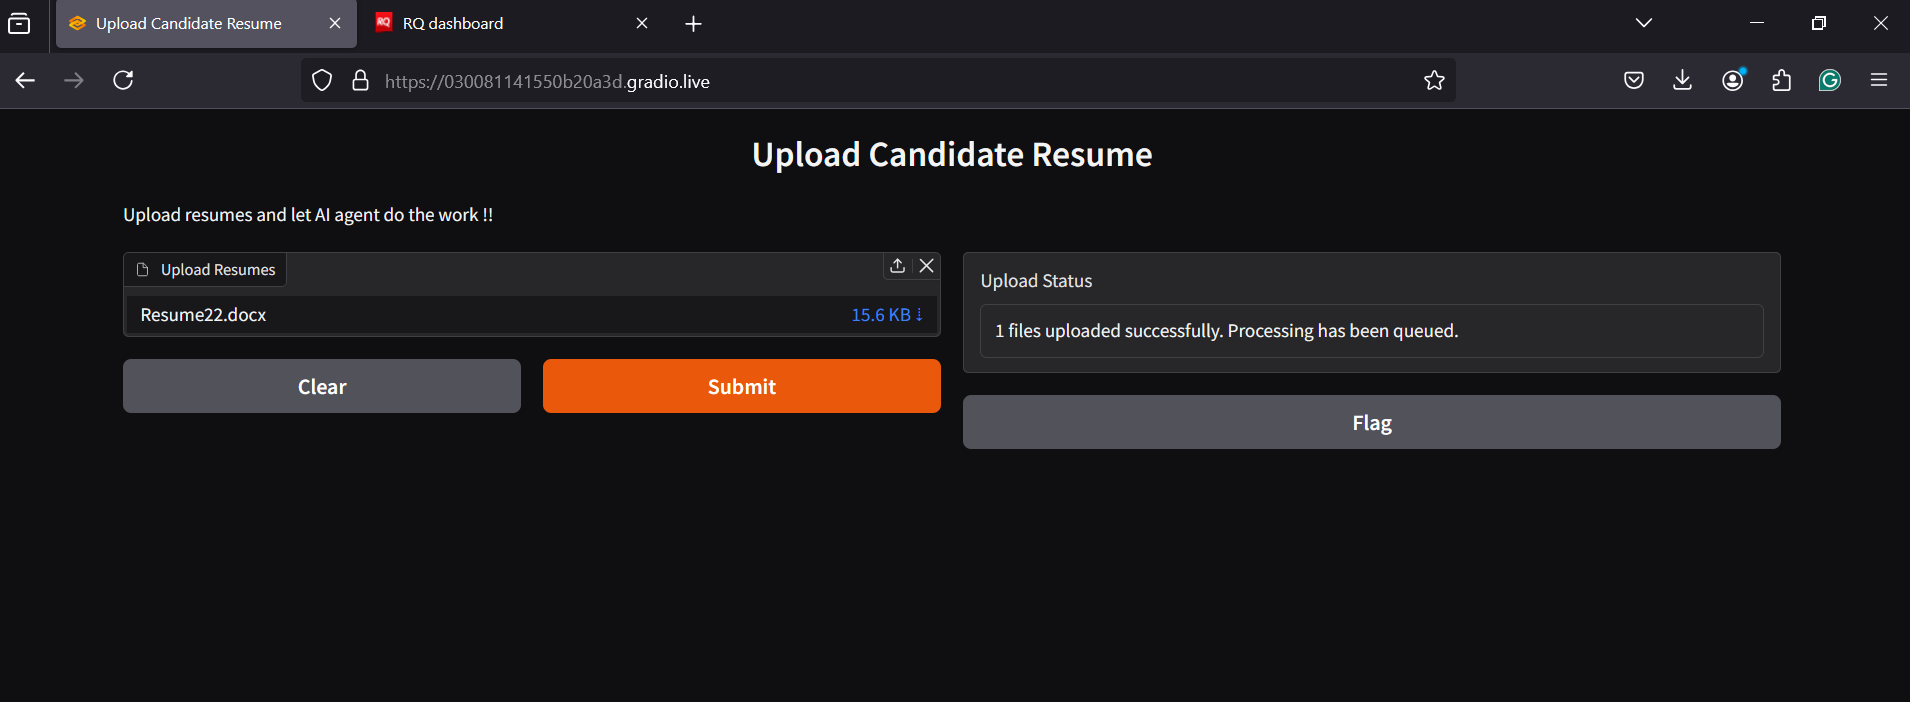 Upload Candidate Resume
RQ
RQ dashboard
https://030081141550b20a3d.gradio.live
Upload Candidate Resume
Upload resumes and let AI agent do the work !!
Upload Resumes
Resume22.docx 15.6 KB ⇣
Clear
Submit
Upload Status
1 files uploaded successfully. Processing has been queued.
Flag